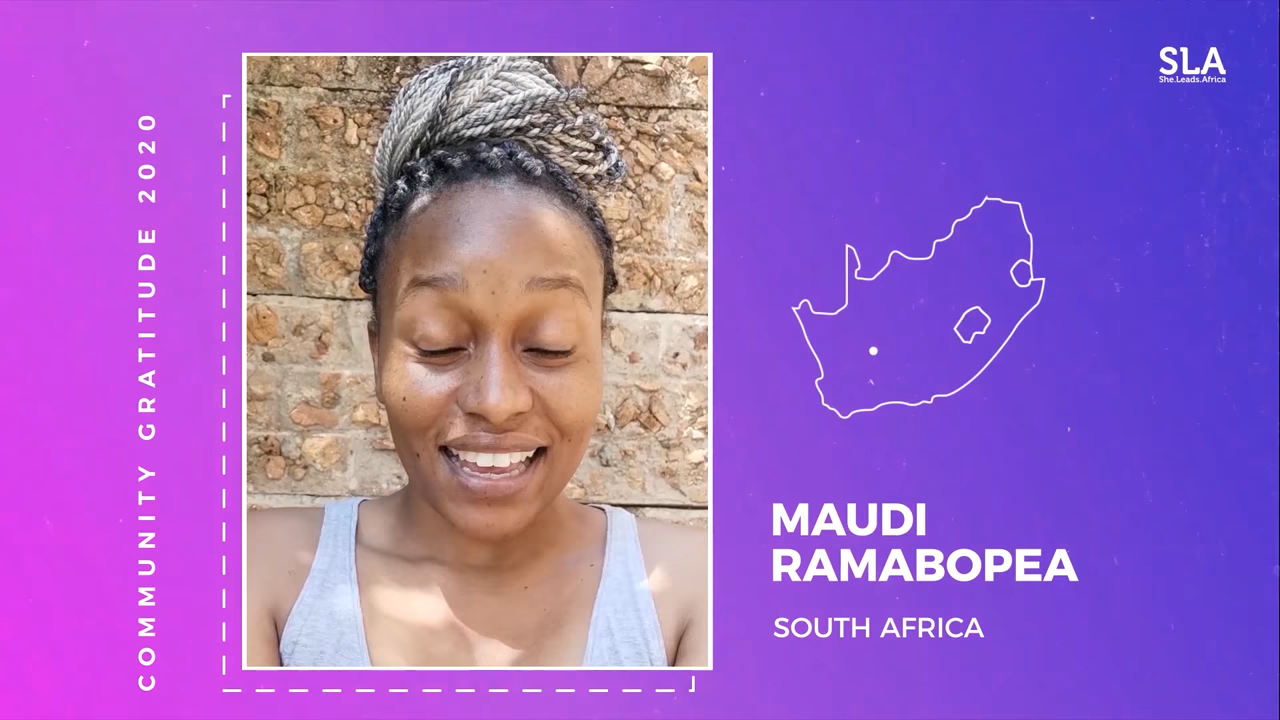 COMMUNITY GRATITUDE 2020
SLA
She.Leads.Africa
MAUDI
RAMABOPEA
SOUTH AFRICA